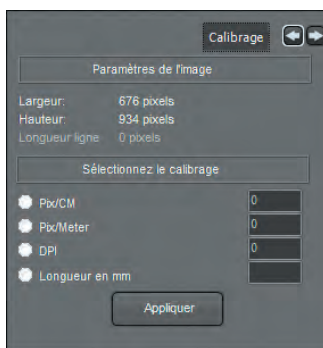 Calibrage
Paramètres de l'image
Largeur: 676 pixels
Hauteur: 934 pixels
Longueur ligne 0 pixels
Sélectionnez le calibrage
Pix/CM 0
Pix/Meter 0
DPI 0
Longueur en mm
Appliquer